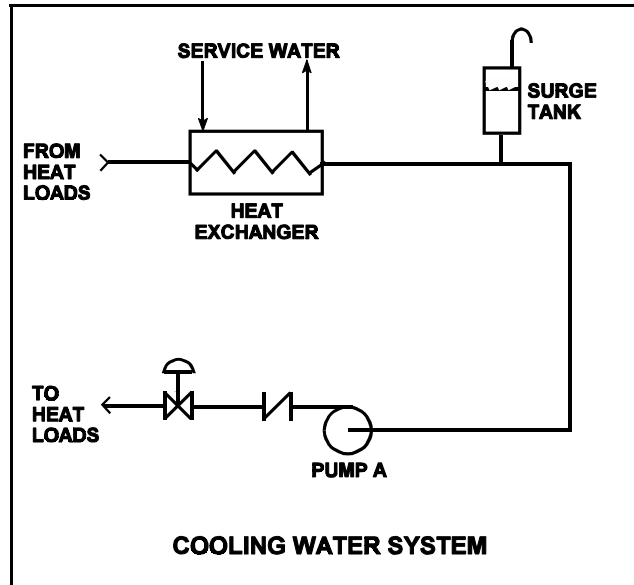 SERVICE WATER
SURGE
TANK
FROM
HEAT
LOADS
HEAT
EXCHANGER
TO
HEAT
LOADS
PUMP A
COOLING WATER SYSTEM